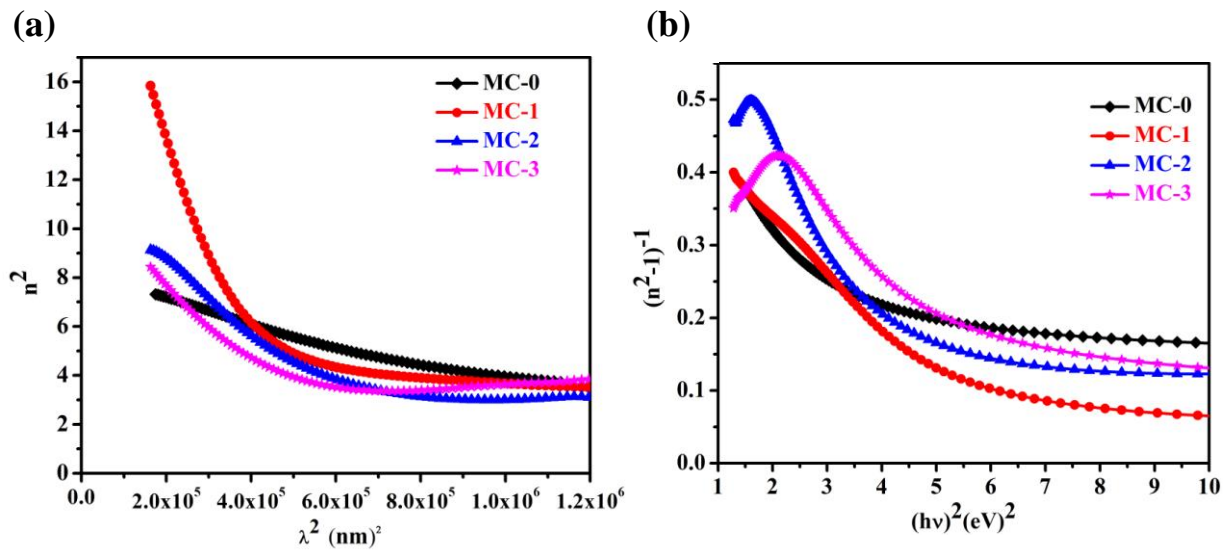 (a)
n²
16
14
12
10
8
6
4
2
0
0.0
2.0x10⁵
4.0x10⁵
6.0x10⁵
8.0x10⁵
1.0x10⁶
1.2x10⁶
λ² (nm)²
MC-0
MC-1
MC-2
MC-3
(b)
(n²-1)⁻¹
0.5
0.4
0.3
0.2
0.1
0.0
1
2
3
4
5
6
7
8
9
10
(hν)²(eV)²
MC-0
MC-1
MC-2
MC-3